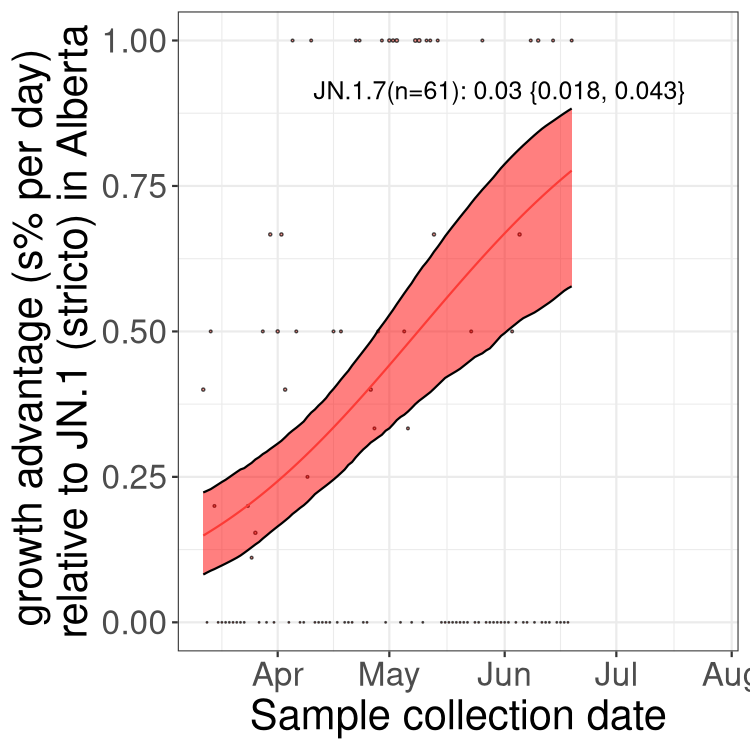 growth advantage (s% per day)
relative to JN.1 (stricto) in Alberta
1.00
0.75
0.50
0.25
0.00
JN.1.7(n=61): 0.03 {0.018, 0.043}
Apr May Jun Jul Aug
Sample collection date